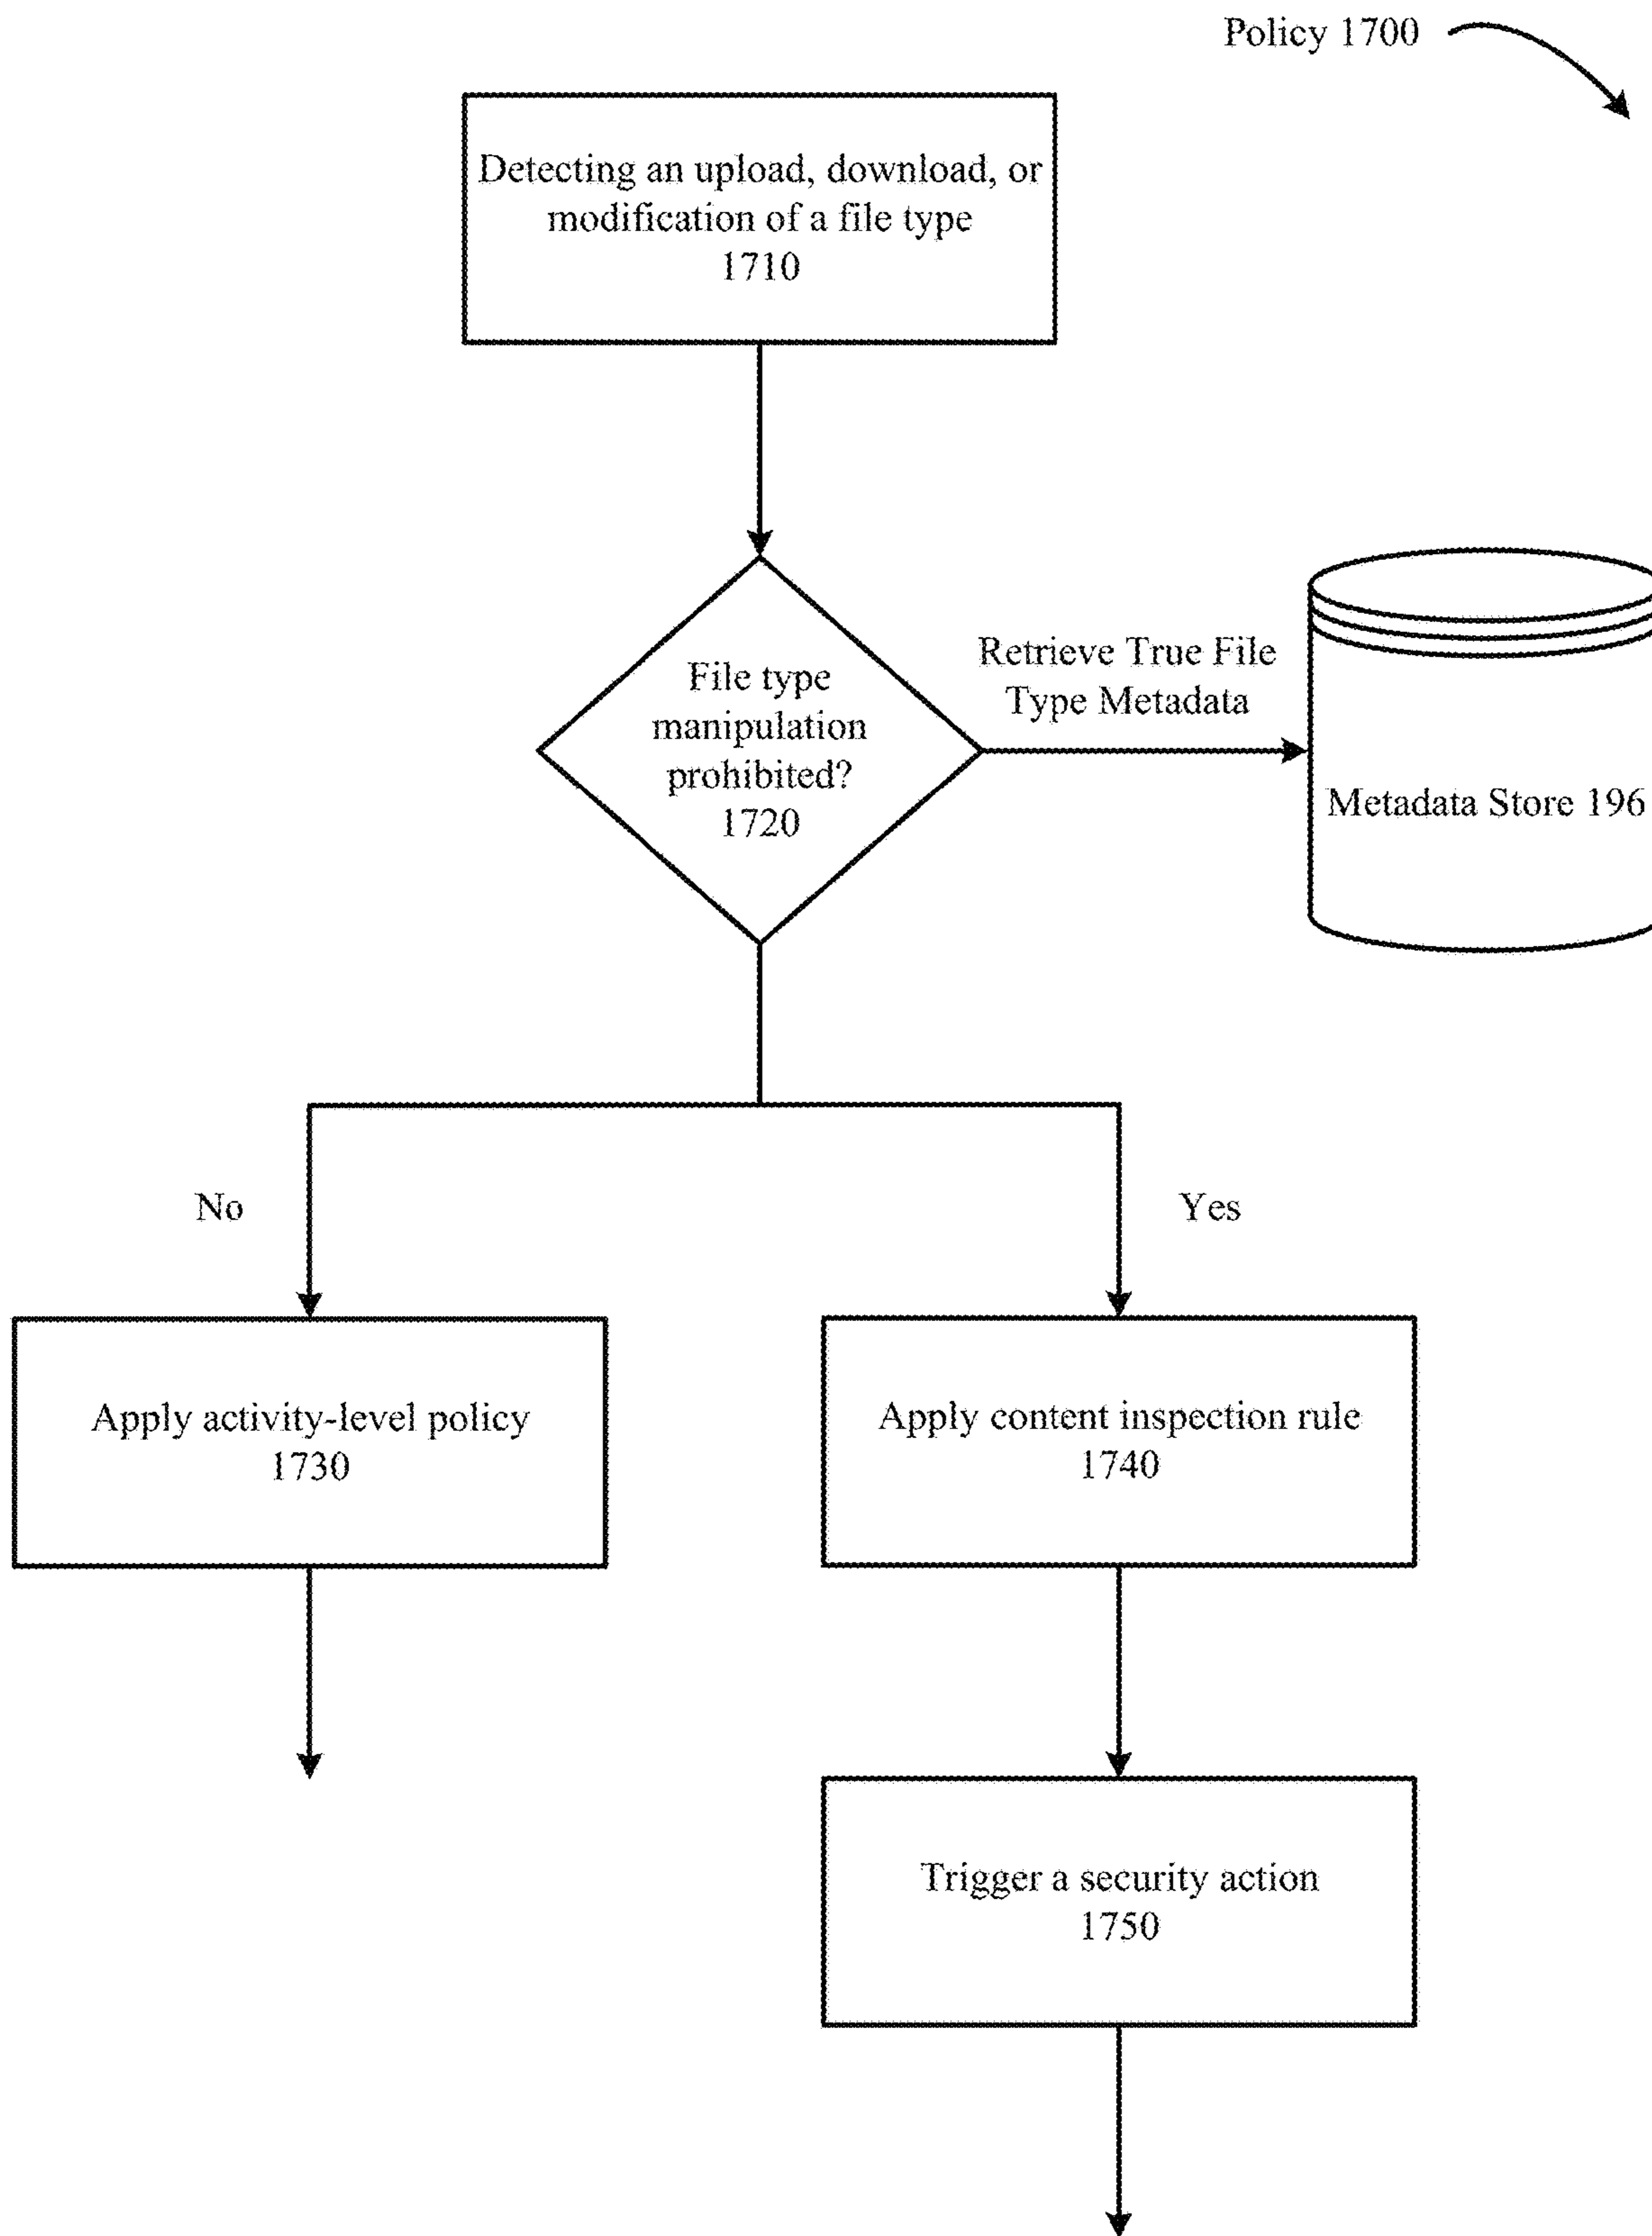 Policy 1700
Detecting an upload, download, or
modification of a file type
1710
File type
manipulation
prohibited?
1720
Retrieve True File
Type Metadata
Metadata Store 196
No
Yes
Apply activity-level policy
1730
Apply content inspection rule
1740
Trigger a security action
1750